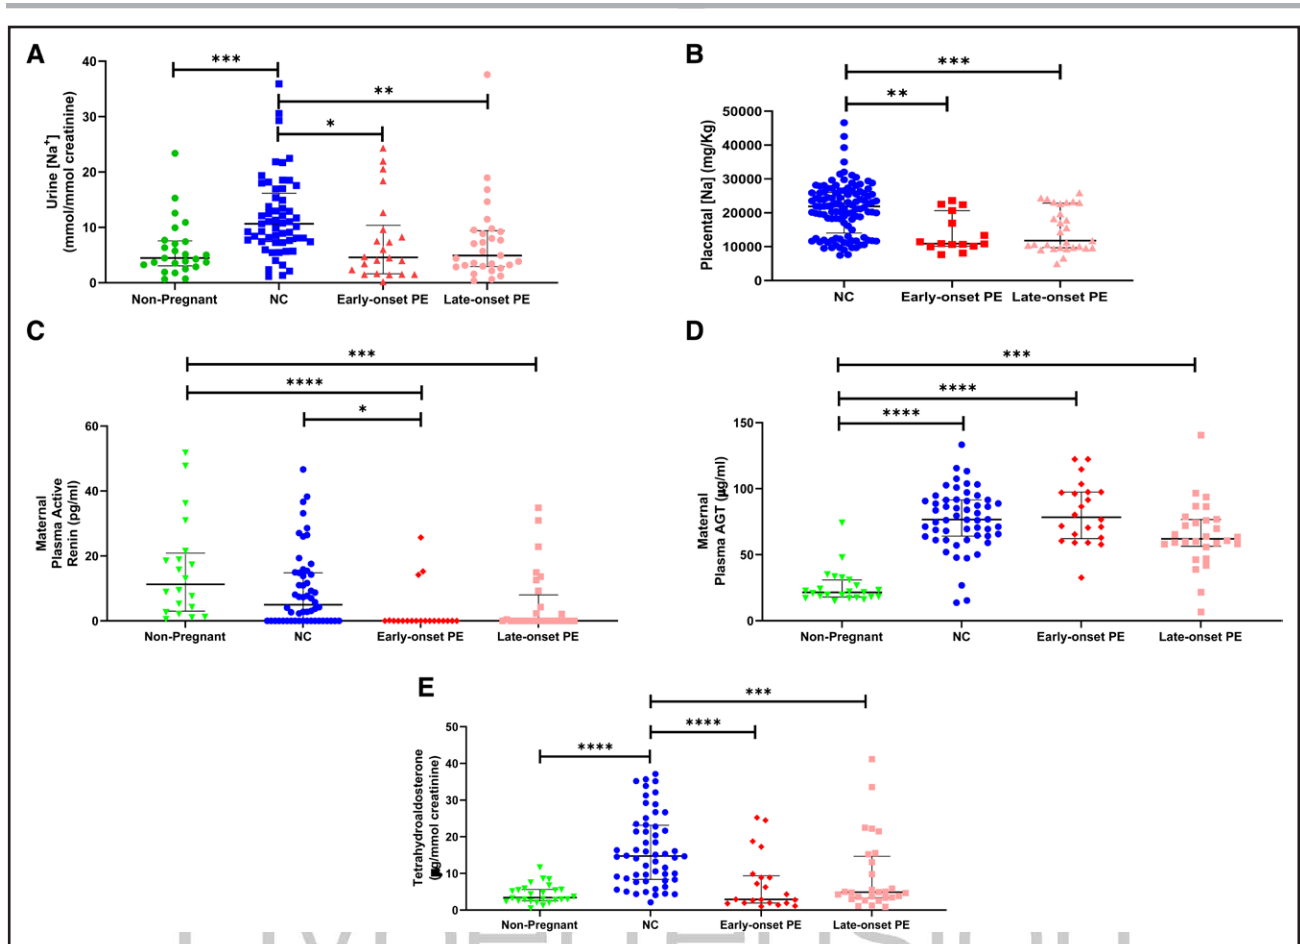 A
B
***
**
*
40
30
20
10
0
Urine [Na+]
(mmol/mmol creatinine)
Non-Pregnant
NC
Early-onset PE
Late-onset PE
***
**
50000
40000
30000
20000
10000
0
Placental [Na] (mg/Kg)
NC
Early-onset PE
Late-onset PE
C
D
***
****
*
60
40
20
0
Maternal
Plasma Active
Renin (pg/ml)
Non-Pregnant
NC
Early-onset PE
Late-onset PE
***
****
****
150
100
50
0
Maternal
Plasma AGT (µg/ml)
Non-Pregnant
NC
Early-onset PE
Late-onset PE
E
***
****
****
50
40
30
20
10
0
Tetrahydroaldosterone
(µg/mmol creatinine)
Non-Pregnant
NC
Early-onset PE
Late-onset PE